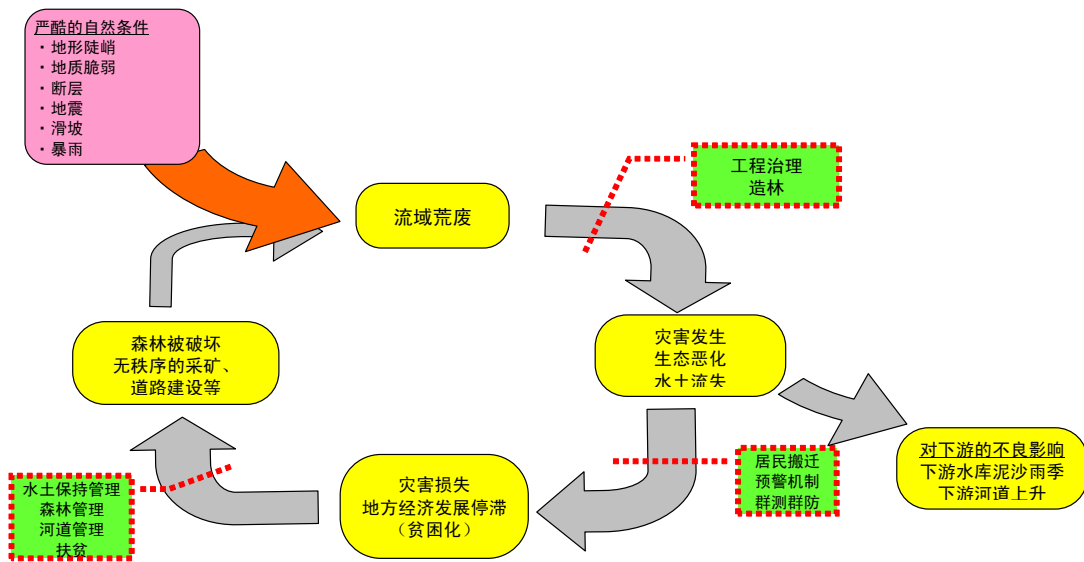 严酷的自然条件
・地形陡峭
・地质脆弱
・断层
・地震
・滑坡
・暴雨
工程治理
造林
流域荒废
森林被破坏
无秩序的采矿、
道路建设等
灾害发生
生态恶化
水土流失
对下游的不良影响
下游水库泥沙雨季
下游河道上升
居民搬迁
预警机制
群测群防
灾害损失
地方经济发展停滞
（贫困化）
水土保持管理
森林管理
河道管理
扶贫